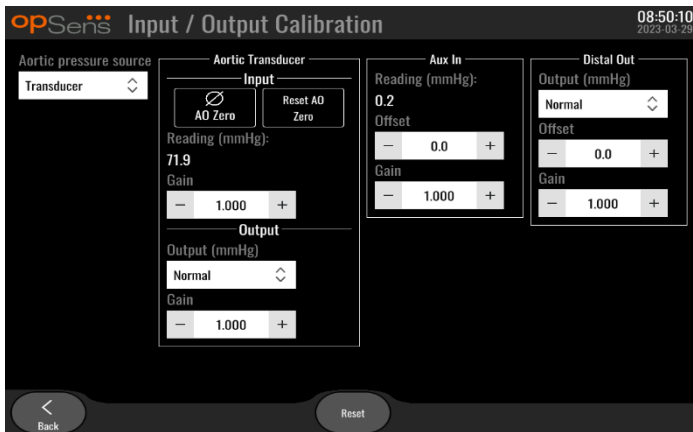 opSens Input / Output Calibration
08:50:10
2023-03-29
Aortic pressure source
Transducer
Aortic Transducer
Input
AO Zero
Reset AO
Zero
Reading (mmHg):
71.9
Gain
− 1.000 +
Output
Output (mmHg)
Normal
Gain
− 1.000 +
Aux In
Reading (mmHg):
0.2
Offset
− 0.0 +
Gain
− 1.000 +
Distal Out
Output (mmHg)
Normal
Offset
− 0.0 +
Gain
− 1.000 +
Back
Reset